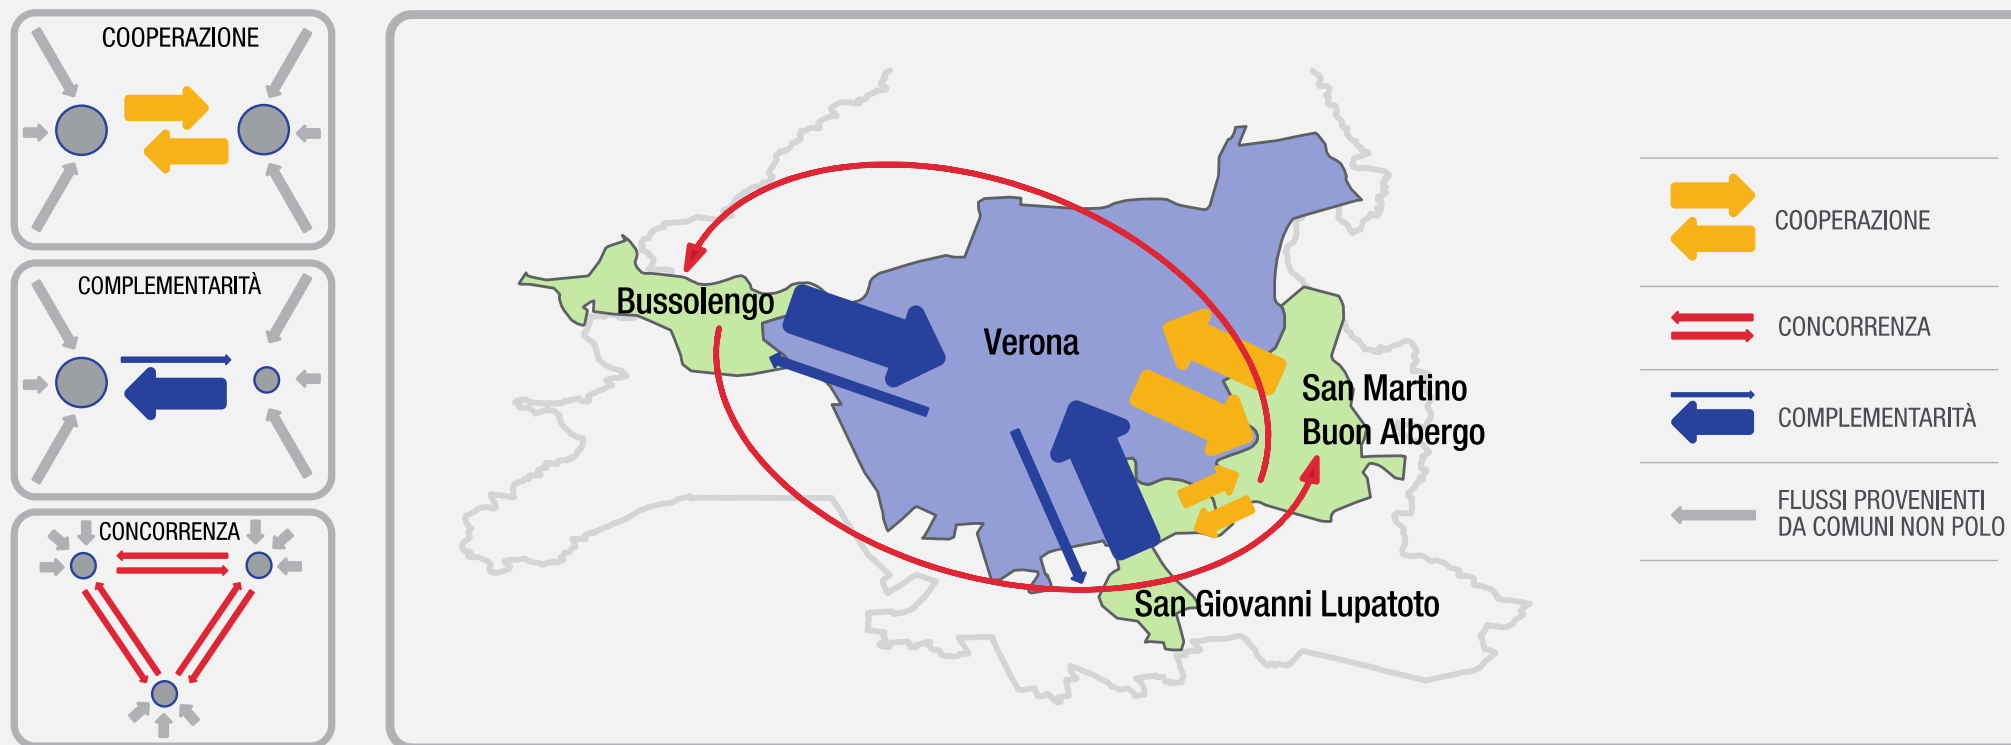 COOPERAZIONE
COMPLEMENTARITÀ
CONCORRENZA
Bussolengo
Verona
San Martino
Buon Albergo
San Giovanni Lupatoto
COOPERAZIONE
CONCORRENZA
COMPLEMENTARITÀ
FLUSSI PROVENIENTI
DA COMUNI NON POLO